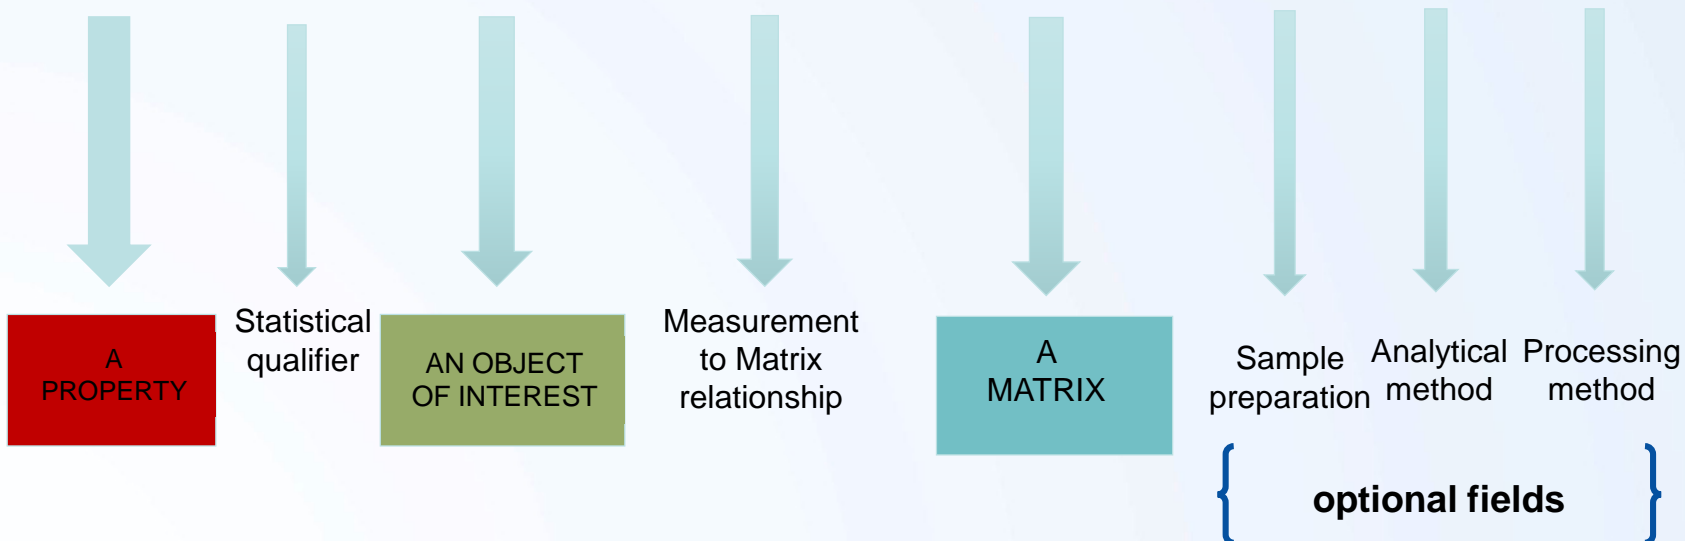 A
PROPERTY
Statistical
qualifier
AN OBJECT
OF INTEREST
Measurement
to Matrix
relationship
A
MATRIX
Sample
preparation
Analytical
method
Processing
method
optional fields